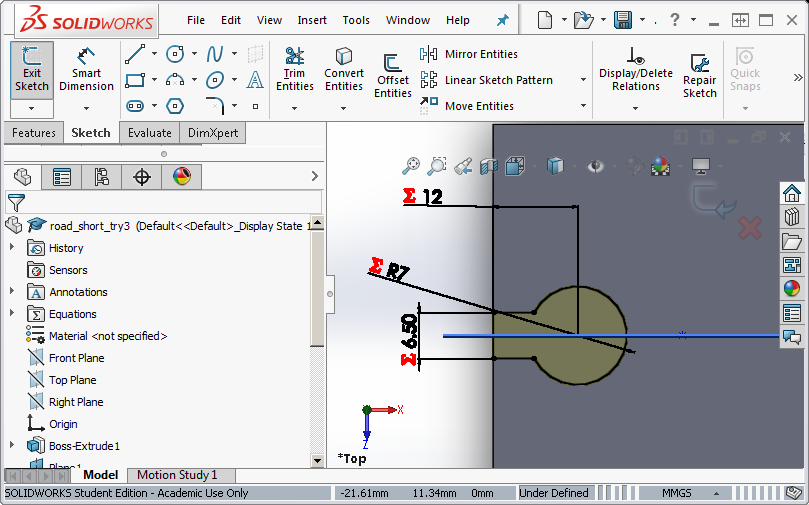 SOLIDWORKS File Edit View Insert Tools Window Help
Exit Sketch
Smart Dimension
Trim Entities
Convert Entities
Offset Entities
Mirror Entities
Linear Sketch Pattern
Move Entities
Display/Delete Relations
Repair Sketch
Quick Snaps
Features Sketch Evaluate DimXpert
road_short_try3 (Default<<Default>_Display State 1
History
Sensors
Annotations
Equations
Material <not specified>
Front Plane
Top Plane
Right Plane
Origin
Boss-Extrude1
Plane1
Σ 12
Σ R7
Σ 6.50
X
Z
*Top
Model Motion Study 1
SOLIDWORKS Student Edition - Academic Use Only -21.61mm 11.34mm 0mm Under Defined MMGS